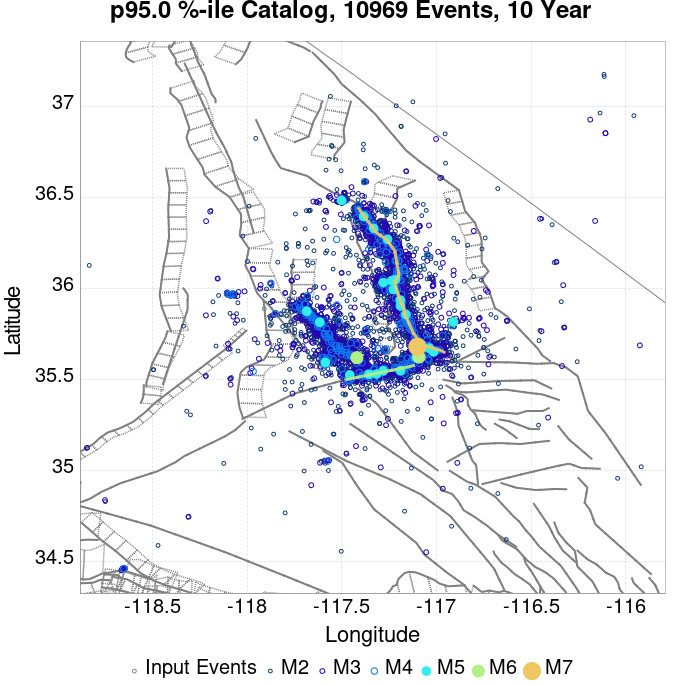 p95.0 %-ile Catalog, 10969 Events, 10 Year
37
36.5
36
35.5
35
34.5
Latitude
-118.5 -118 -117.5 -117 -116.5 -116
Longitude
Input Events M2 M3 M4 M5 M6 M7